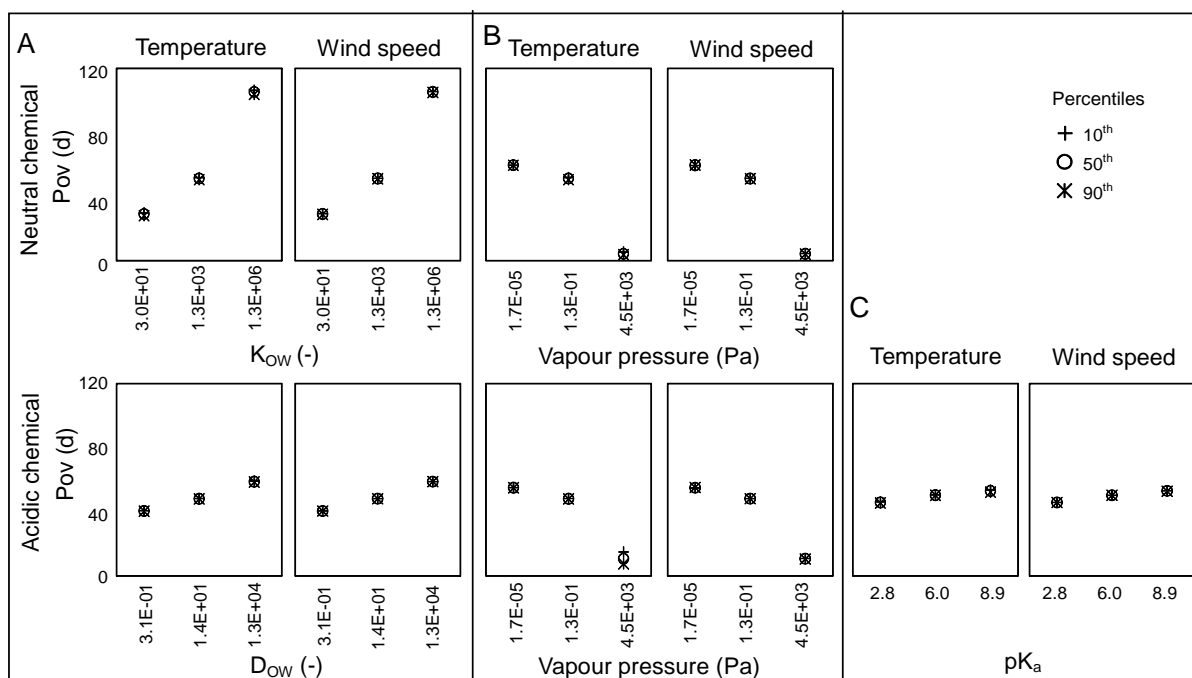 A
Temperature Wind speed
Neutral chemical
Pov (d)
120
80
40
0
3.0E+01 1.3E+03 1.3E+06 3.0E+01 1.3E+03 1.3E+06
K_OW (-)
Acidic chemical
Pov (d)
120
80
40
0
3.1E-01 1.4E+01 1.3E+04 3.1E-01 1.4E+01 1.3E+04
D_OW (-)
B
Temperature Wind speed
1.7E-05 1.3E-01 4.5E+03 1.7E-05 1.3E-01 4.5E+03
Vapour pressure (Pa)
1.7E-05 1.3E-01 4.5E+03 1.7E-05 1.3E-01 4.5E+03
Vapour pressure (Pa)
Percentiles
10th
50th
90th
C
Temperature Wind speed
2.8 6.0 8.9 2.8 6.0 8.9
pKa